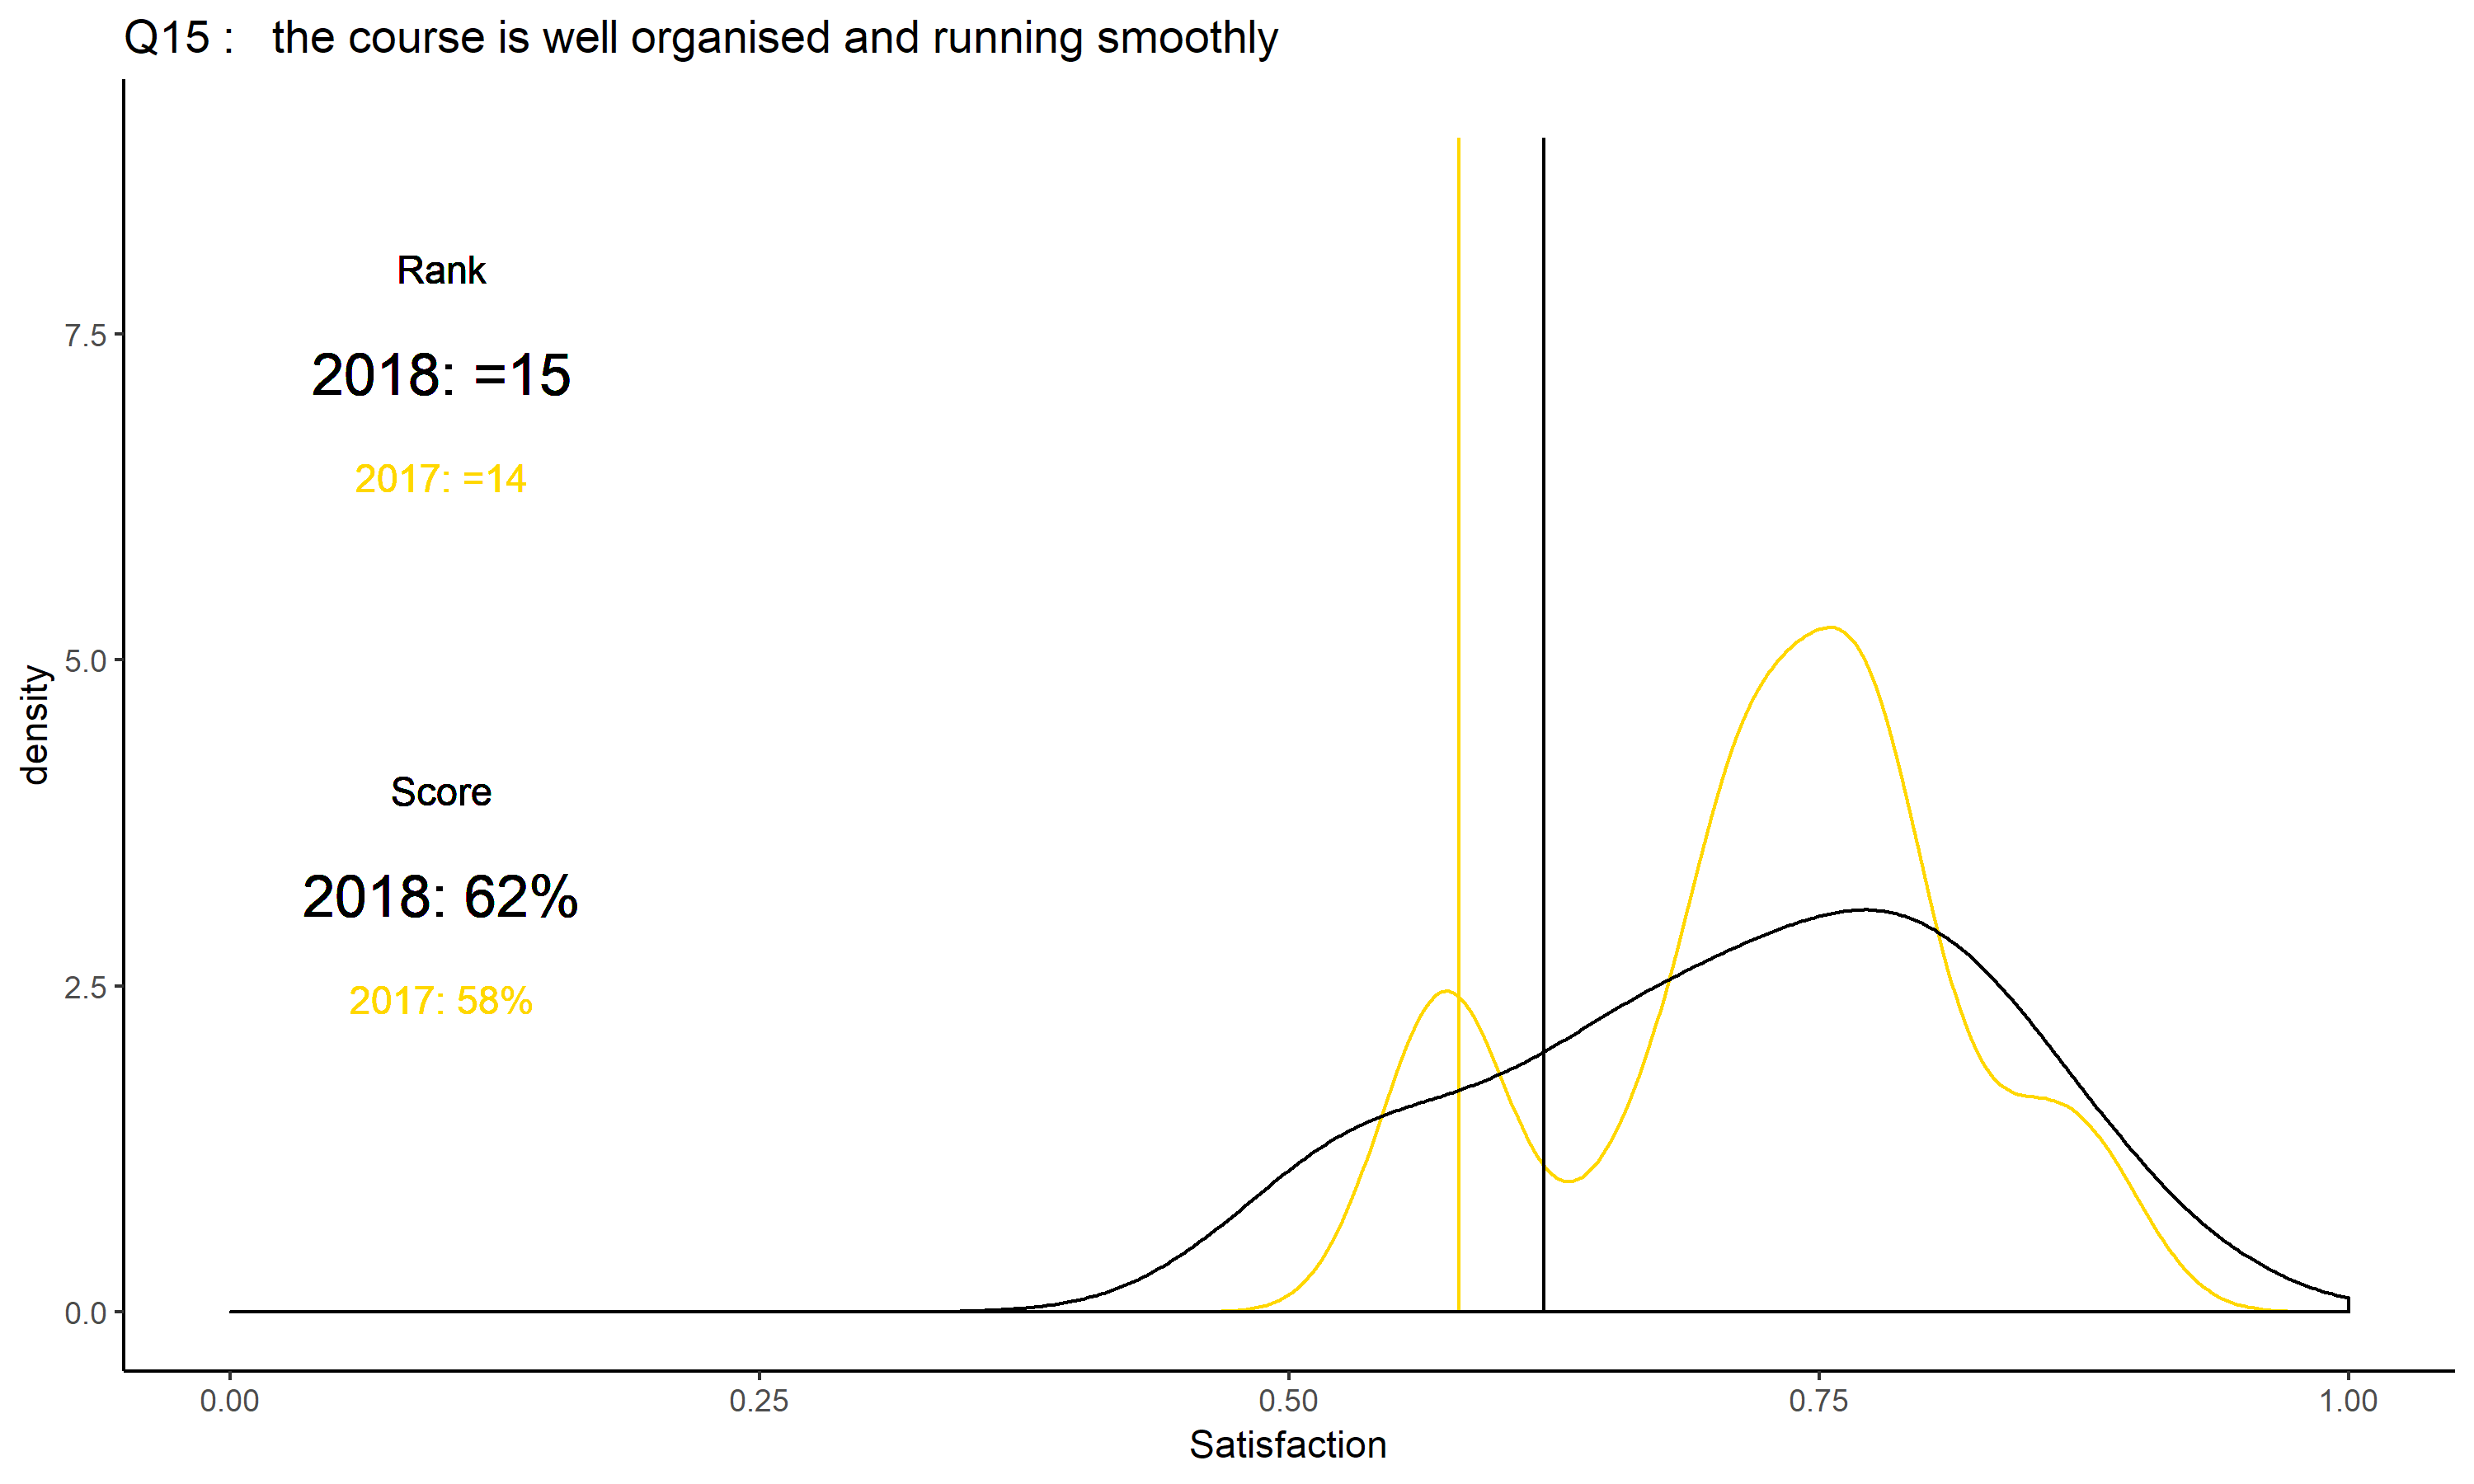 Q15 :   the course is well organised and running smoothly
Rank
2018: =15
2017: =14
Score
2018: 62%
2017: 58%
density
7.5
5.0
2.5
0.0
0.00
0.25
0.50
0.75
1.00
Satisfaction